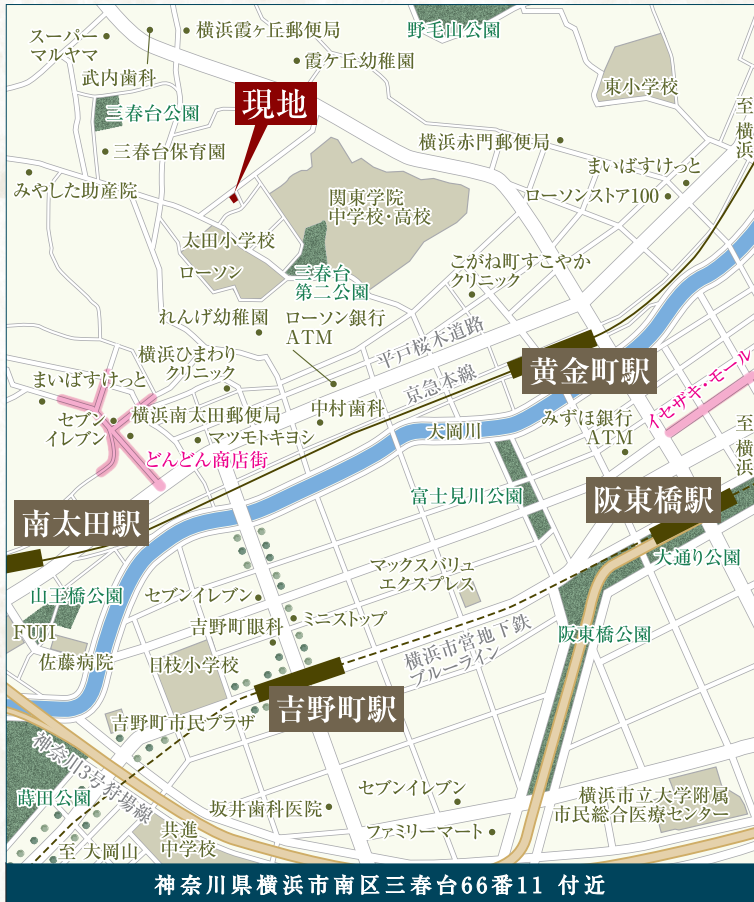 横浜霞ヶ丘郵便局
野毛山公園
スーパー
マルヤマ
霞ヶ丘幼稚園
武内歯科
東小学校
現地
至
横浜
三春台公園
三春台保育園
横浜赤門郵便局
まいばすけっと
みやした助産院
関東学院
中学校・高校
ローソンストア100
太田小学校
ローソン
三春台
第二公園
こがね町すこやか
クリニック
れんげ幼稚園
ローソン銀行
ATM
平戸桜木道路
横浜ひまわり
クリニック
黄金町駅
まいばすけっと
京急本線
イセザキ・モール
セブン
イレブン
横浜南太田郵便局
中村歯科
マツモトキヨシ
大岡川
みずほ銀行
ATM
至
横浜
どんどん商店街
富士見川公園
阪東橋駅
南太田駅
大通り公園
マックスバリュ
エクスプレス
山王橋公園
セブンイレブン
吉野町眼科
ミニストップ
FUJI
阪東橋公園
佐藤病院
日枝小学校
横浜市営地下鉄
ブルーライン
吉野町駅
吉野町市民プラザ
神奈川3号狩場線
蒔田公園
坂井歯科医院
セブンイレブン
ファミリーマート
横浜市立大学附属
市民総合医療センター
共進
中学校
至 大岡山
神奈川県横浜市南区三春台66番11 付近